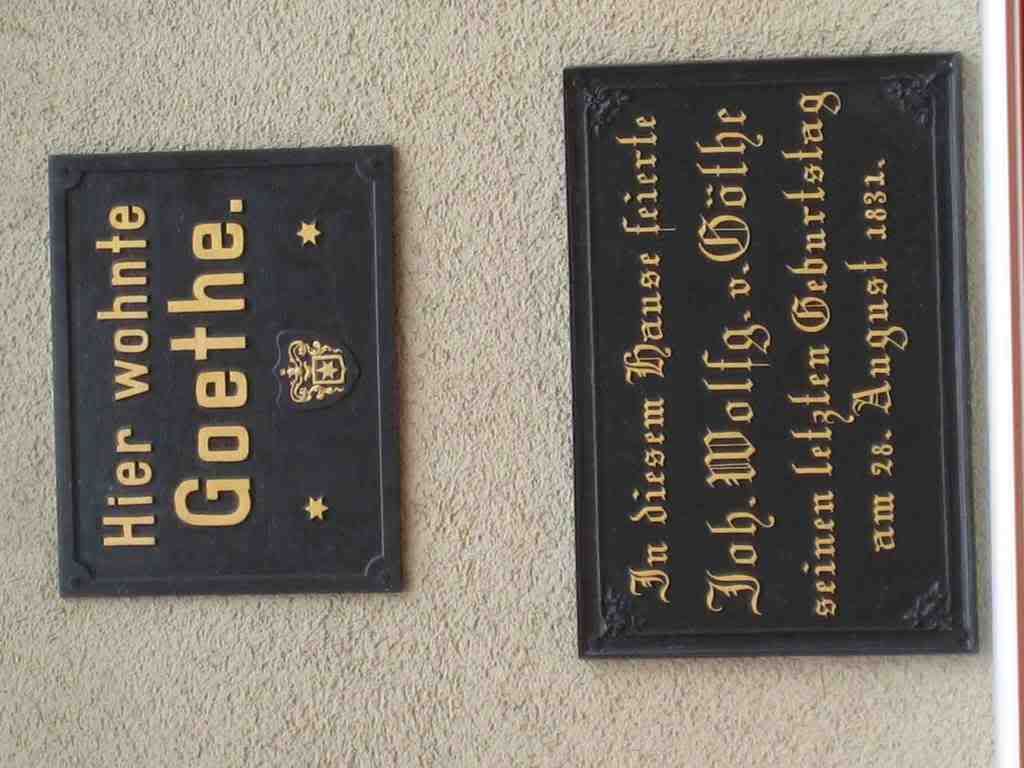 Hier wohnte
Goethe.
In diesem Hause feierte
Joh. Wolfg. v. Göthe
seinen letzten Geburtstag
am 28. August 1831.